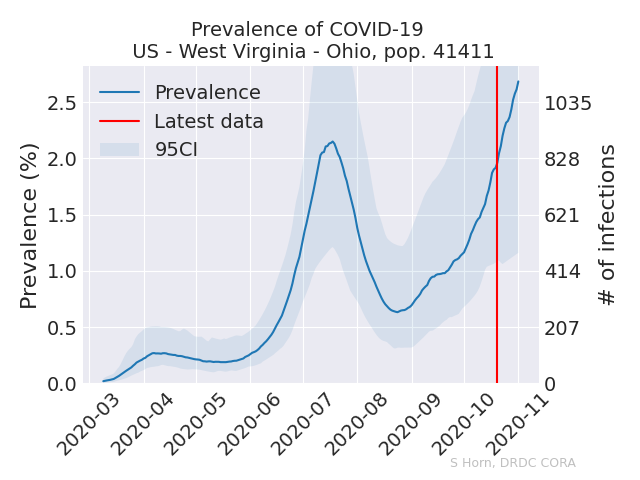 Prevalence of COVID-19
US - West Virginia - Ohio, pop. 41411
Prevalence
Latest data
95CI
Prevalence (%)
2.5
2.0
1.5
1.0
0.5
0.0
1035
828
621
414
207
0
# of infections
2020-03
2020-04
2020-05
2020-06
2020-07
2020-08
2020-09
2020-10
2020-11
S Horn, DRDC CORA